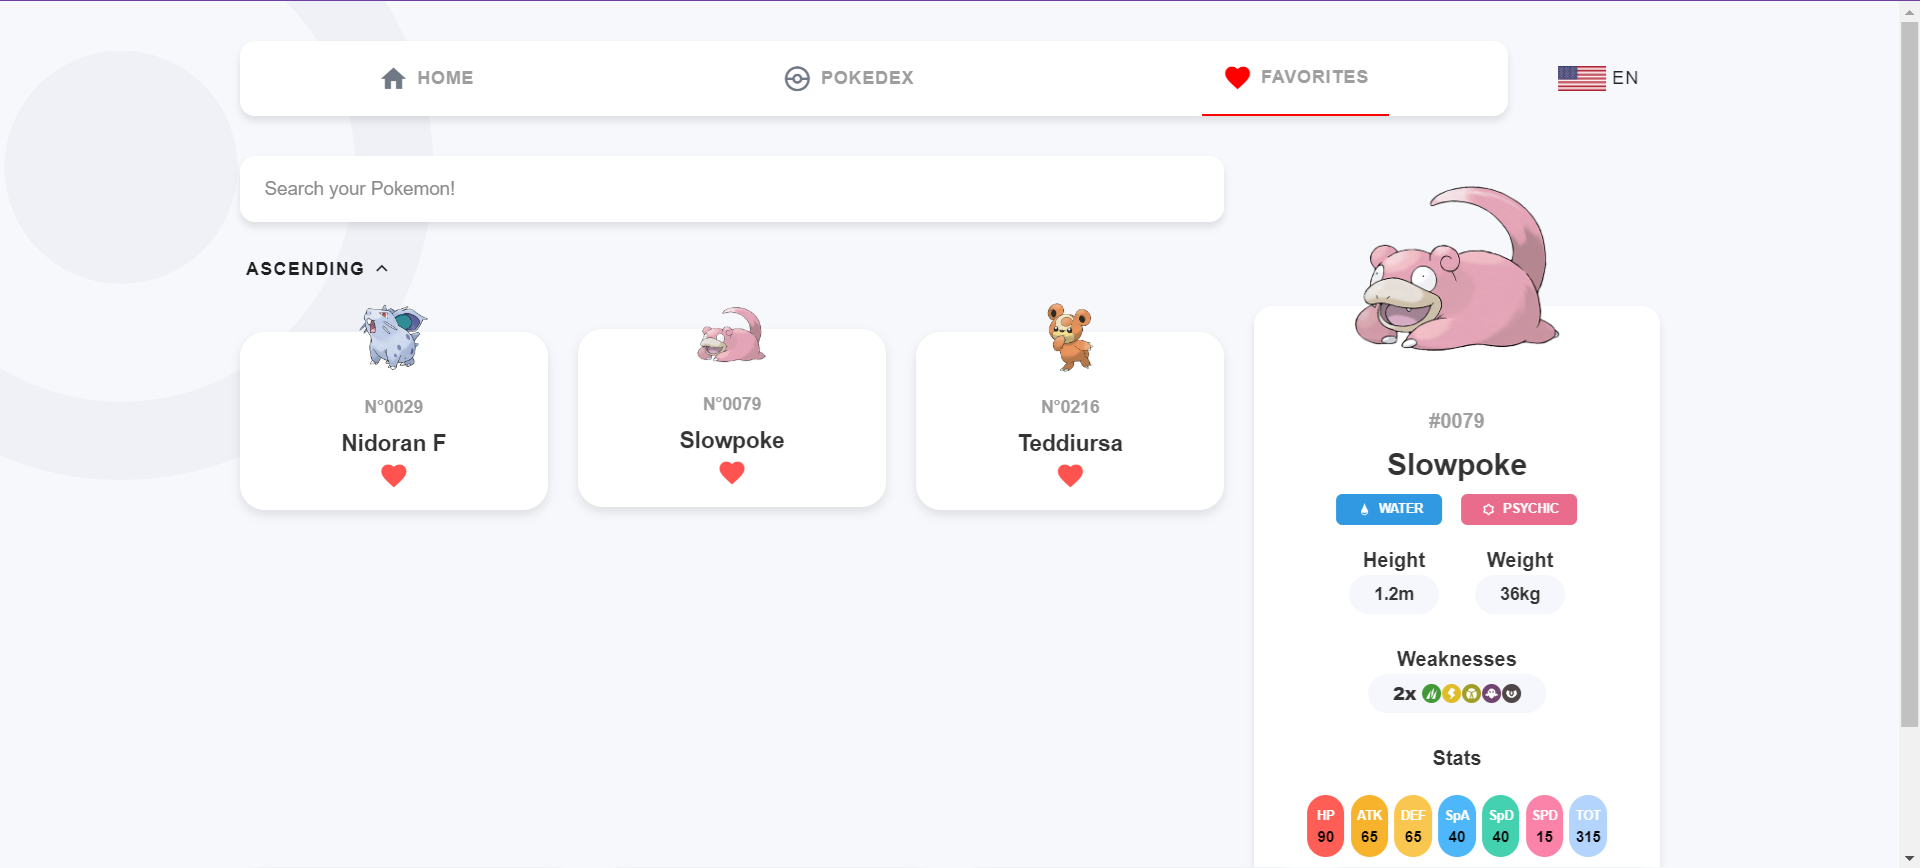 HOME
POKEDEX
FAVORITES
EN
Search your Pokemon!
ASCENDING
N°0029
Nidoran F
N°0079
Slowpoke
N°0216
Teddiursa
#0079
Slowpoke
WATER PSYCHIC
Height Weight
1.2m 36kg
Weaknesses
2x
Stats
HP ATK DEF SpA SpD SPD TOT
90 65 65 40 40 15 315